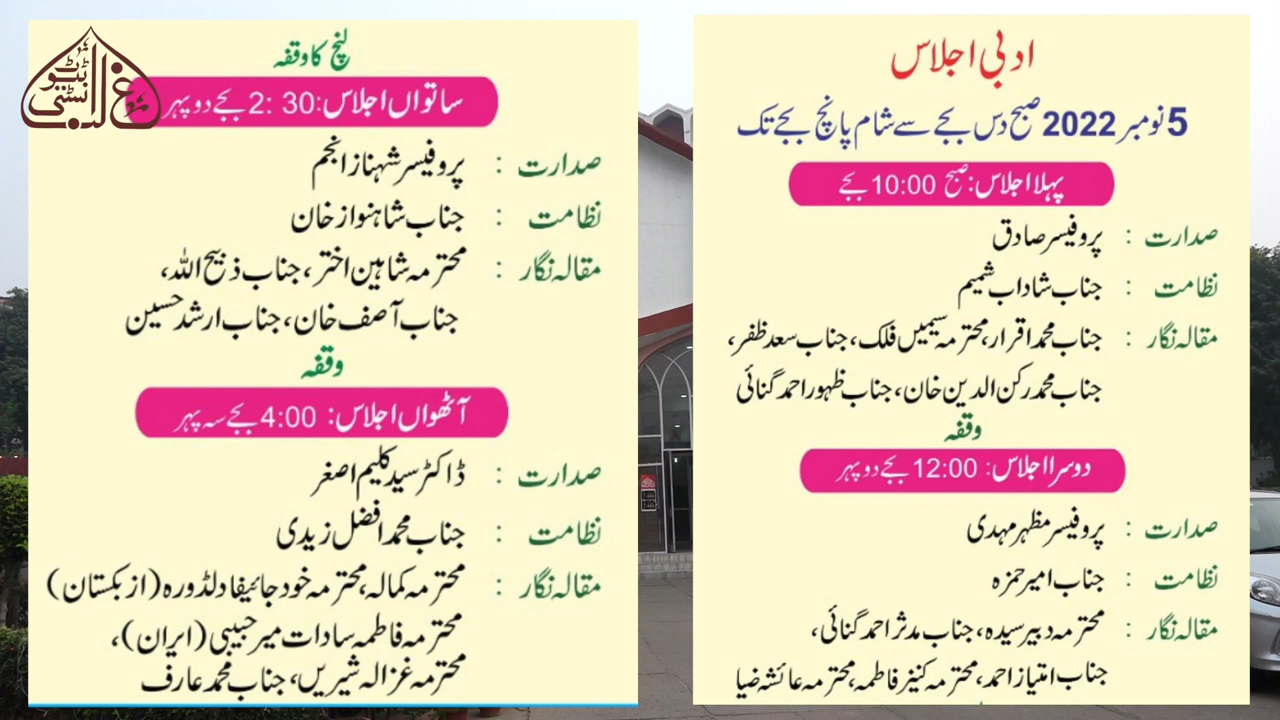 ادبی اجلاس
5 نومبر 2022 صبح دس بجے سے شام پانچ بجے تک
پہلا اجلاس: صبح 10:00 بجے
صدارت : پروفیسر صادق
نظامت : جناب شاداب شمیم
مقالہ نگار : جناب محمد اقرار، محترمہ سیمیں فلک، جناب سعد ظفر،
جناب محمد رکن الدین خان، جناب ظہور احمد گنائی
وقفہ
دوسرا اجلاس: 12:00 بجے دوپہر
صدارت : پروفیسر مظہر مہدی
نظامت : جناب امیر حمزہ
مقالہ نگار : محترمہ دبیر سیدہ، جناب مدثر احمد گنائی،
جناب امتیاز احمد، محترمہ کنیز فاطمہ، محترمہ عائشہ ضیا
غالب انسٹی ٹیوٹ
لنچ کا وقفہ
ساتواں اجلاس: 30 :2 بجے دوپہر
صدارت : پروفیسر شہناز انجم
نظامت : جناب شاہنواز خان
مقالہ نگار : محترمہ شاہین اختر، جناب ذبیح اللہ،
جناب آصف خان، جناب ارشد حسین
وقفہ
آٹھواں اجلاس: 4:00 بجے سہ پہر
صدارت : ڈاکٹر سید کلیم اصغر
نظامت : جناب محمد افضل زیدی
مقالہ نگار : محترمہ کمالہ، محترمہ خودجائیفا دلڈورہ (ازبکستان)
محترمہ فاطمہ سادات میر حبیبی (ایران)،
محترمہ غزالہ شیریں، جناب محمد عارف